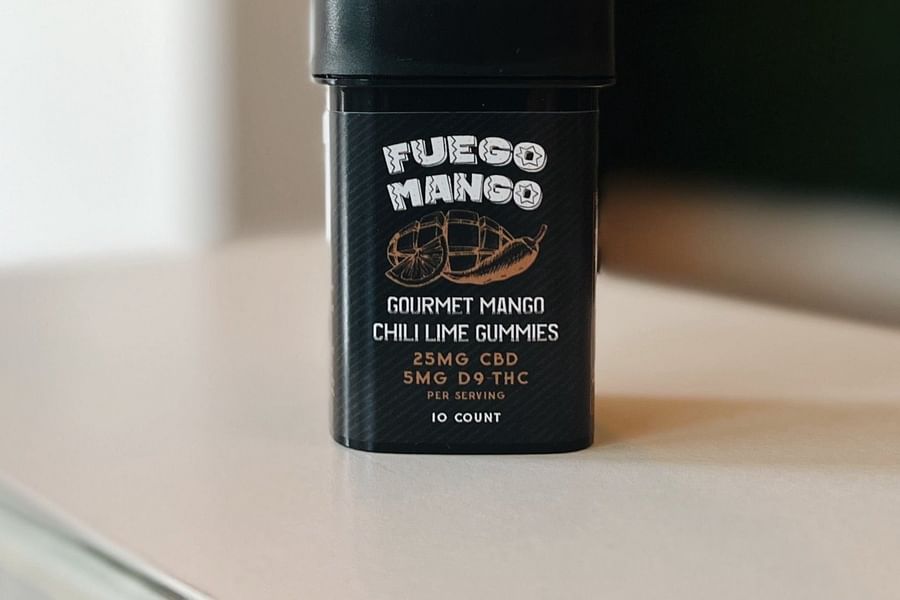 FUEGO
MANGO
GOURMET MANGO
CHILI LIME GUMMIES
25MG CBD
5MG D9-THC
PER SERVING
10 COUNT